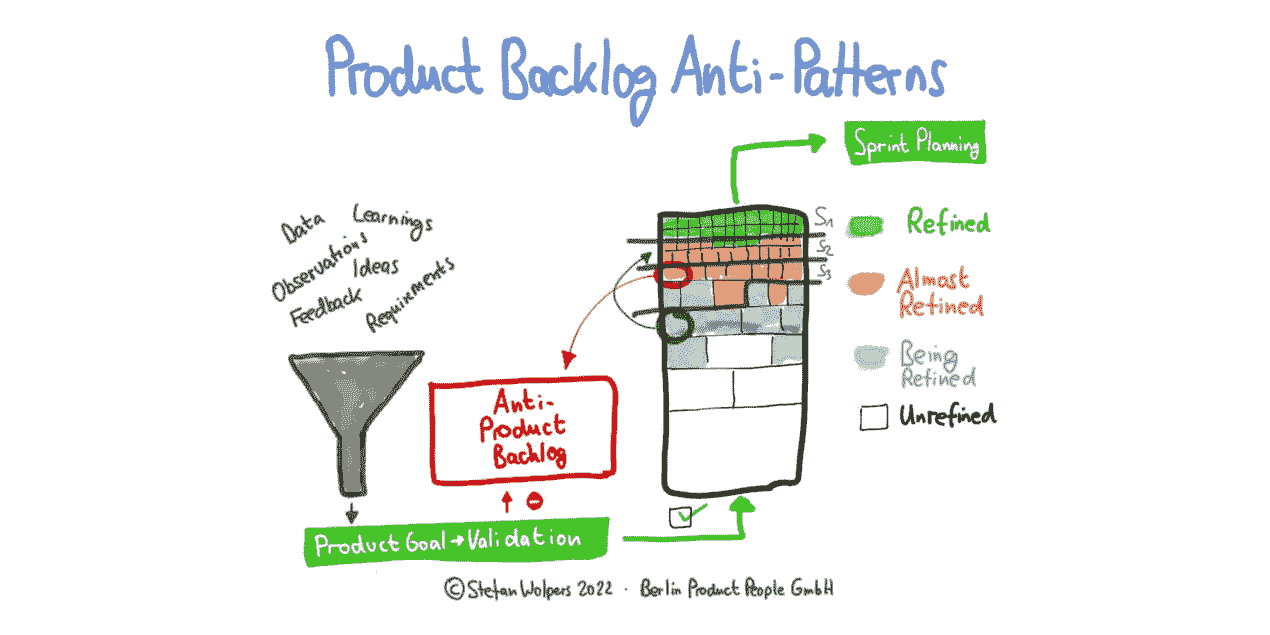 Product Backlog Anti-Patterns
Sprint Planning
Data
Learnings
Observations
Ideas
Feedback
Requirements
S1
S2
S3
Refined
Almost
Refined
Being
Refined
Unrefined
Anti-
Product
Backlog
Product Goal → Validation
© Stefan Wolpers 2022 · Berlin Product People GmbH